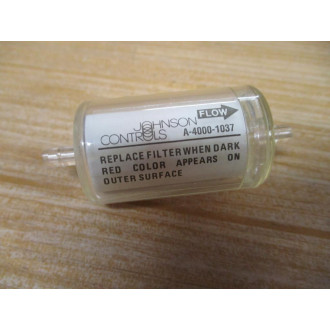 FLOW
JOHNSON
CONTROLS
A-4000-1037
REPLACE FILTER WHEN DARK
RED COLOR APPEARS ON
OUTER SURFACE